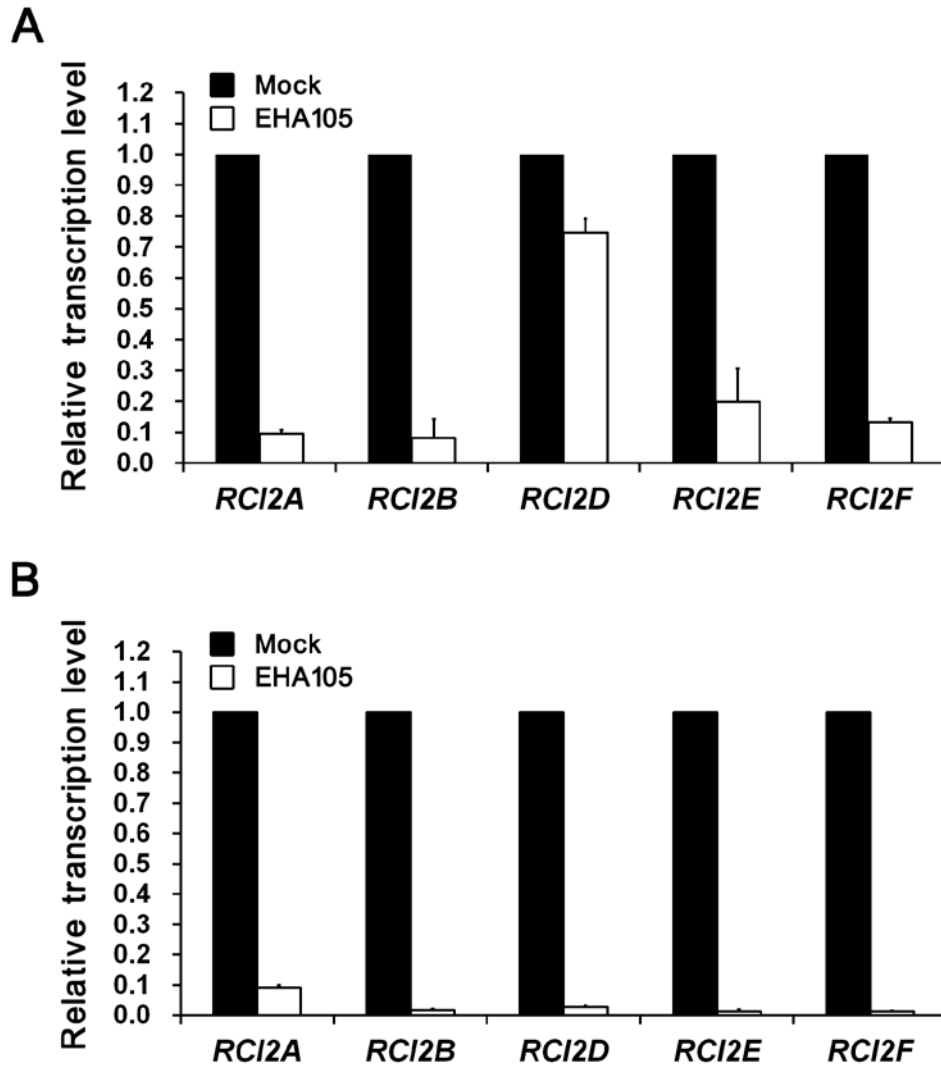 A
Relative transcription level
Mock
EHA105
1.2
1.1
1.0
0.9
0.8
0.7
0.6
0.5
0.4
0.3
0.2
0.1
0.0
RCI2A RCI2B RCI2D RCI2E RCI2F
B
Relative transcription level
Mock
EHA105
1.2
1.1
1.0
0.9
0.8
0.7
0.6
0.5
0.4
0.3
0.2
0.1
0.0
RCI2A RCI2B RCI2D RCI2E RCI2F